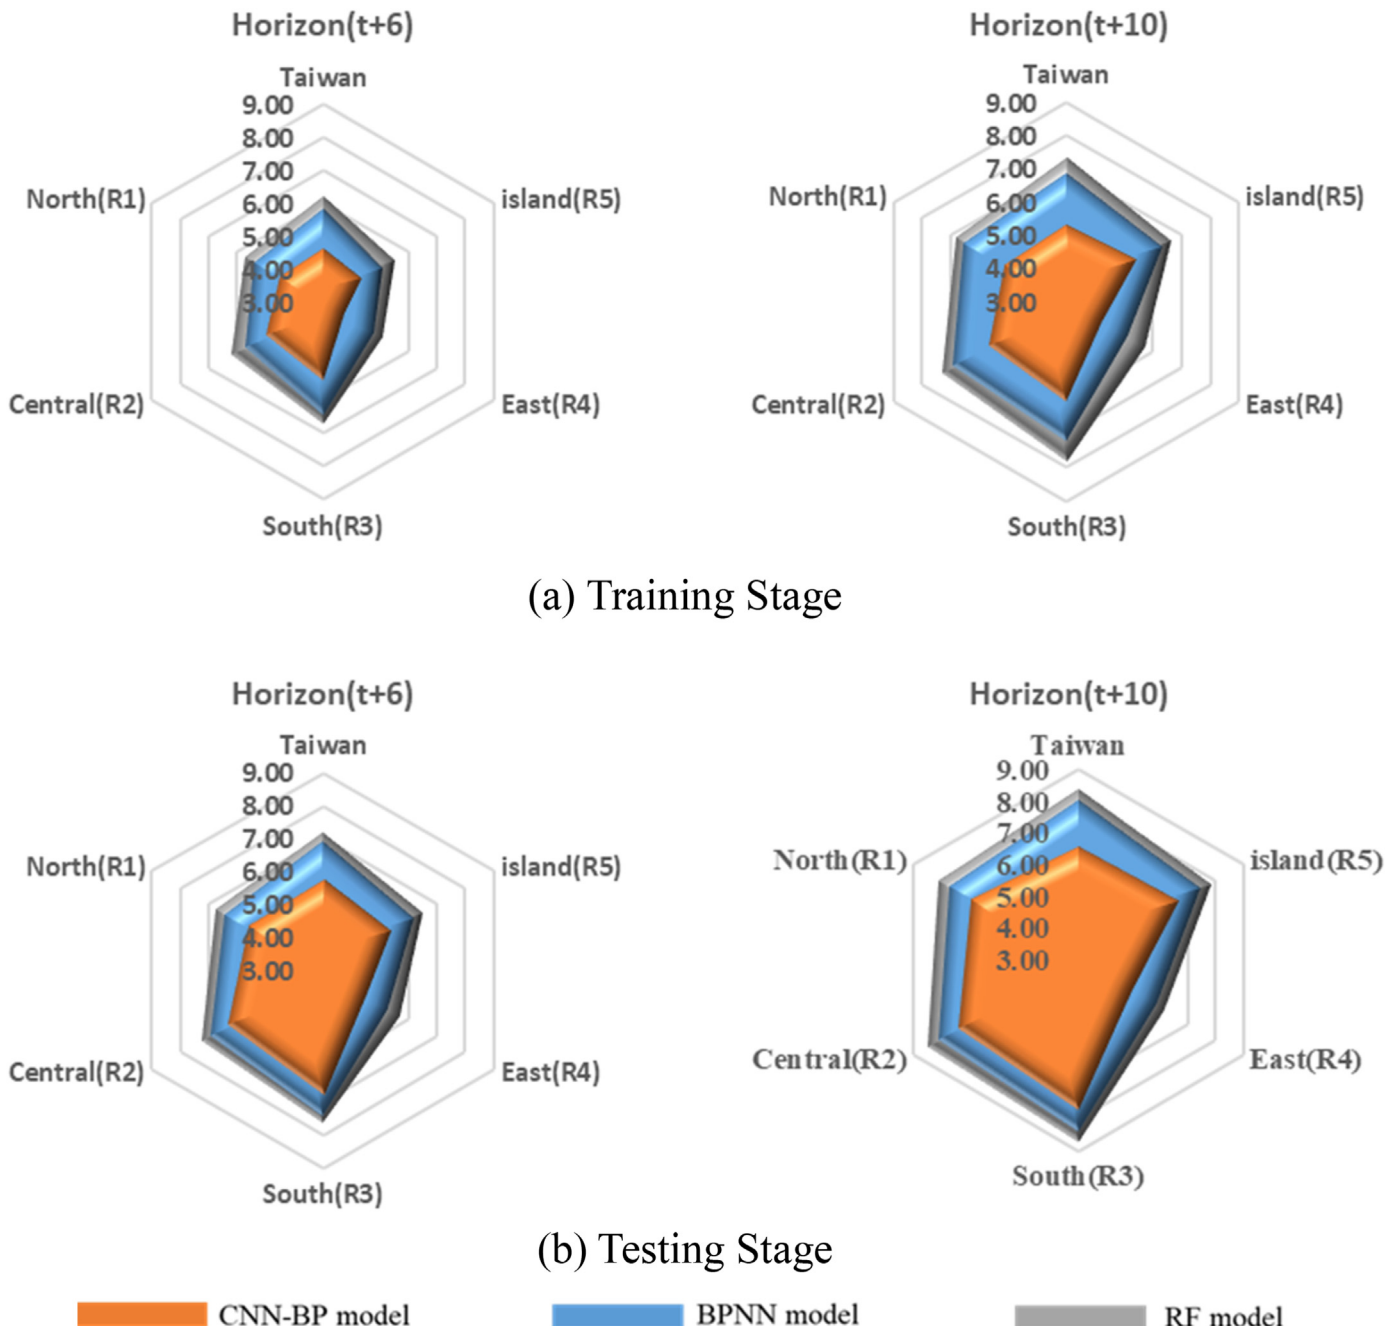 Horizon(t+6)
Taiwan
9.00
8.00
7.00
6.00
5.00
4.00
3.00
North(R1)
island(R5)
Central(R2)
East(R4)
South(R3)
Horizon(t+10)
Taiwan
9.00
8.00
7.00
6.00
5.00
4.00
3.00
North(R1)
island(R5)
Central(R2)
East(R4)
South(R3)
(a) Training Stage
Horizon(t+6)
Taiwan
9.00
8.00
7.00
6.00
5.00
4.00
3.00
North(R1)
island(R5)
Central(R2)
East(R4)
South(R3)
Horizon(t+10)
Taiwan
9.00
8.00
7.00
6.00
5.00
4.00
3.00
North(R1)
island(R5)
Central(R2)
East(R4)
South(R3)
(b) Testing Stage
CNN-BP model
BPNN model
RF model